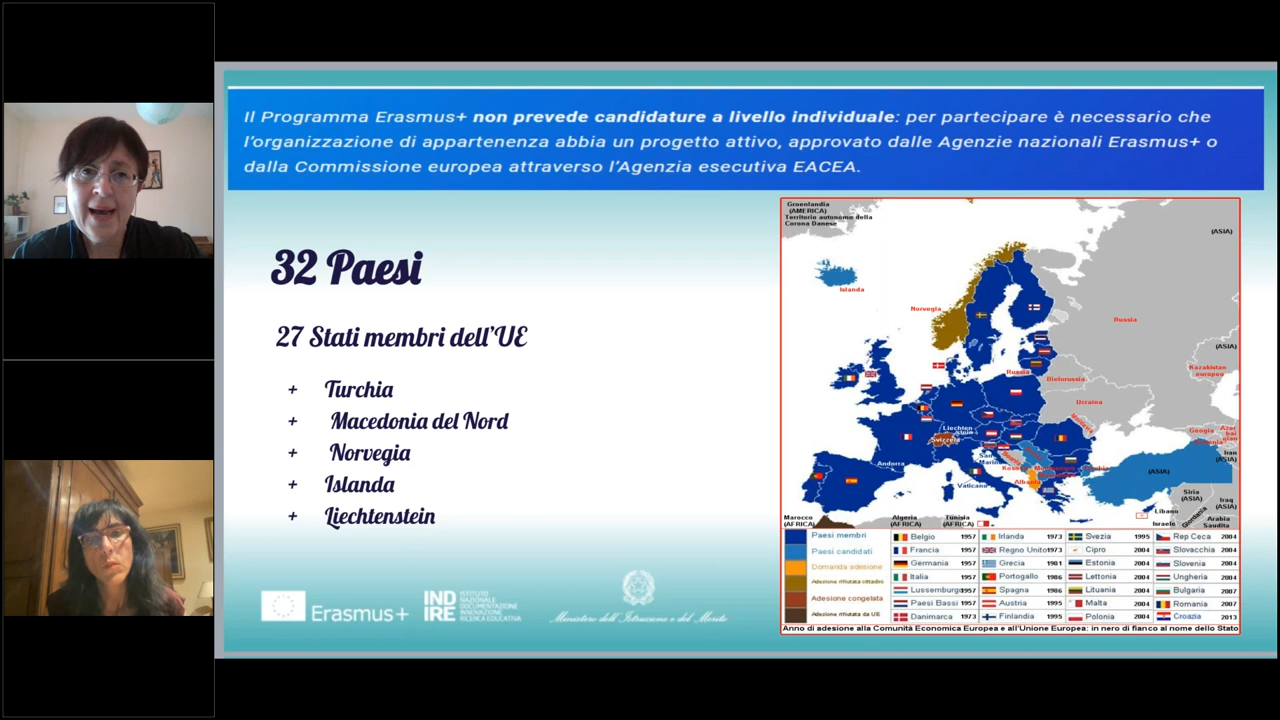 Il Programma Erasmus+ non prevede candidature a livello individuale: per partecipare è necessario che
l'organizzazione di appartenenza abbia un progetto attivo, approvato dalle Agenzie nazionali Erasmus+ o
dalla Commissione europea attraverso l'Agenzia esecutiva EACEA.
32 Paesi
27 Stati membri dell'UE
+ Turchia
+ Macedonia del Nord
+ Norvegia
+ Islanda
+ Liechtenstein
Erasmus+
INDIRE
ISTITUTO
NAZIONALE
DOCUMENTAZIONE
INNOVAZIONE
RICERCA EDUCATIVA
Ministero dell'Istruzione e del Merito
Groenlandia
(AMERICA)
Territorio autonomo della
Corona Danese
(ASIA)
Islanda
Norvegia
Russia
(ASIA)
Kazakistan
europeo
Russia
Bielorussia
Ucraina
Moldavia
Liechten
stein
Svizzera
San
Marino
Andorra
Vaticano
Bosnia
Kosovo
Albania
Georgia
Azer
bai
gian
Armenia
Iran
(ASIA)
(ASIA)
Siria
(ASIA)
Iraq
(ASIA)
Libano
Israele
Giordania
Arabia
Saudita
Marocco
(AFRICA)
Algeria
(AFRICA)
Tunisia
(AFRICA)
Paesi membri
Paesi candidati
Domanda adesione
Adesione rifiutata cittadini
Adesione congelata
Adesione rifiutata da UE
Belgio 1957 Irlanda 1973 Svezia 1995 Rep Ceca 2004
Francia 1957 Regno Unito 1973 Cipro 2004 Slovacchia 2004
Germania 1957 Grecia 1981 Estonia 2004 Slovenia 2004
Italia 1957 Portogallo 1986 Lettonia 2004 Ungheria 2004
Lussemburgo 1957 Spagna 1986 Lituania 2004 Bulgaria 2007
Paesi Bassi 1957 Austria 1995 Malta 2004 Romania 2007
Danimarca 1973 Finlandia 1995 Polonia 2004 Croazia 2013
Anno di adesione alla Comunità Economica Europea e all'Unione Europea: in nero di fianco al nome dello Stato